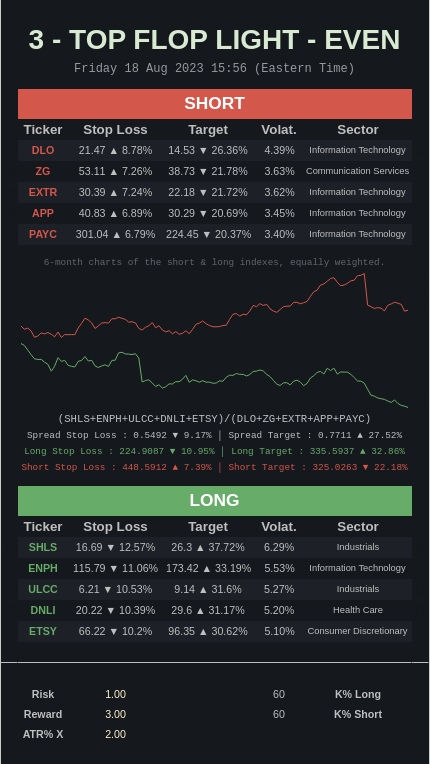 3 - TOP FLOP LIGHT - EVEN
Friday 18 Aug 2023 15:56 (Eastern Time)
SHORT
Ticker Stop Loss Target Volat. Sector
DLO 21.47 ▲ 8.78% 14.53 ▼ 26.36% 4.39% Information Technology
ZG 53.11 ▲ 7.26% 38.73 ▼ 21.78% 3.63% Communication Services
EXTR 30.39 ▲ 7.24% 22.18 ▼ 21.72% 3.62% Information Technology
APP 40.83 ▲ 6.89% 30.29 ▼ 20.69% 3.45% Information Technology
PAYC 301.04 ▲ 6.79% 224.45 ▼ 20.37% 3.40% Information Technology
6-month charts of the short & long indexes, equally weighted.
(SHLS+ENPH+ULCC+DNLI+ETSY)/(DLO+ZG+EXTR+APP+PAYC)
Spread Stop Loss : 0.5492 ▼ 9.17% | Spread Target : 0.7711 ▲ 27.52%
Long Stop Loss : 224.9087 ▼ 10.95% | Long Target : 335.5937 ▲ 32.86%
Short Stop Loss : 448.5912 ▲ 7.39% | Short Target : 325.0263 ▼ 22.18%
LONG
Ticker Stop Loss Target Volat. Sector
SHLS 16.69 ▼ 12.57% 26.3 ▲ 37.72% 6.29% Industrials
ENPH 115.79 ▼ 11.06% 173.42 ▲ 33.19% 5.53% Information Technology
ULCC 6.21 ▼ 10.53% 9.14 ▲ 31.6% 5.27% Industrials
DNLI 20.22 ▼ 10.39% 29.6 ▲ 31.17% 5.20% Health Care
ETSY 66.22 ▼ 10.2% 96.35 ▲ 30.62% 5.10% Consumer Discretionary
Risk 1.00 60 K% Long
Reward 3.00 60 K% Short
ATR% X 2.00